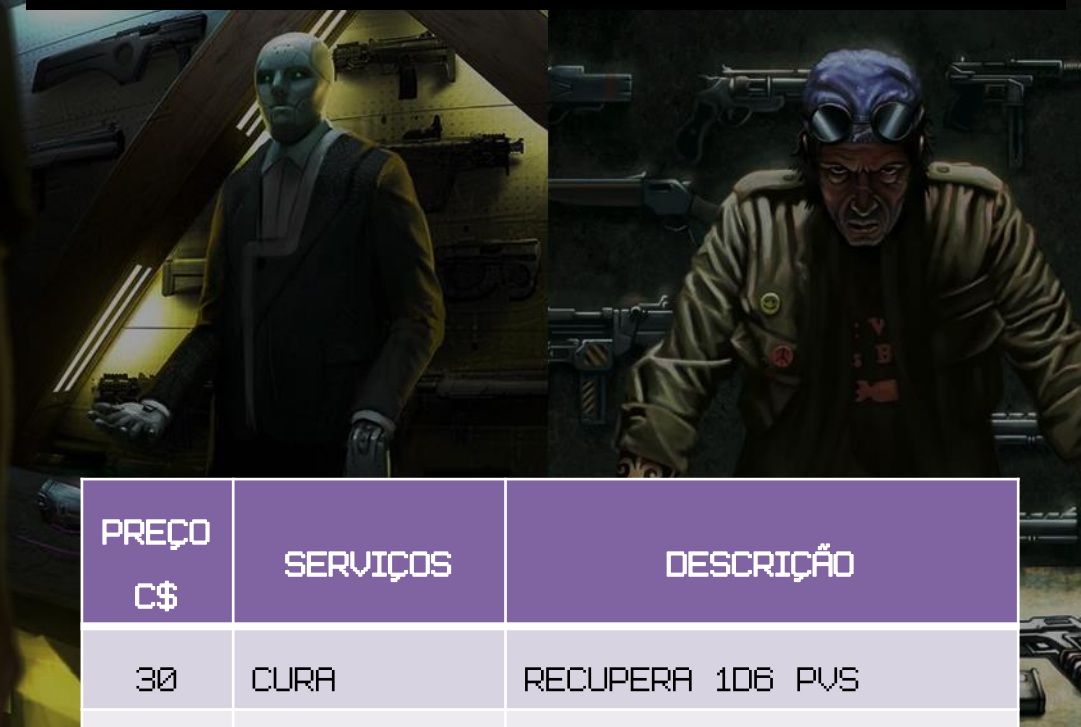 PREÇO
C$
SERVIÇOS
DESCRIÇÃO
30 CURA RECUPERA 1D6 PVS